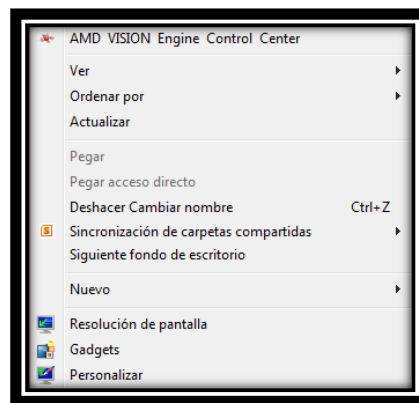 AMD VISION Engine Control Center
Ver
Ordenar por
Actualizar
Pegar
Pegar acceso directo
Deshacer Cambiar nombre Ctrl+Z
S Sincronización de carpetas compartidas
Siguiente fondo de escritorio
Nuevo
Resolución de pantalla
Gadgets
Personalizar